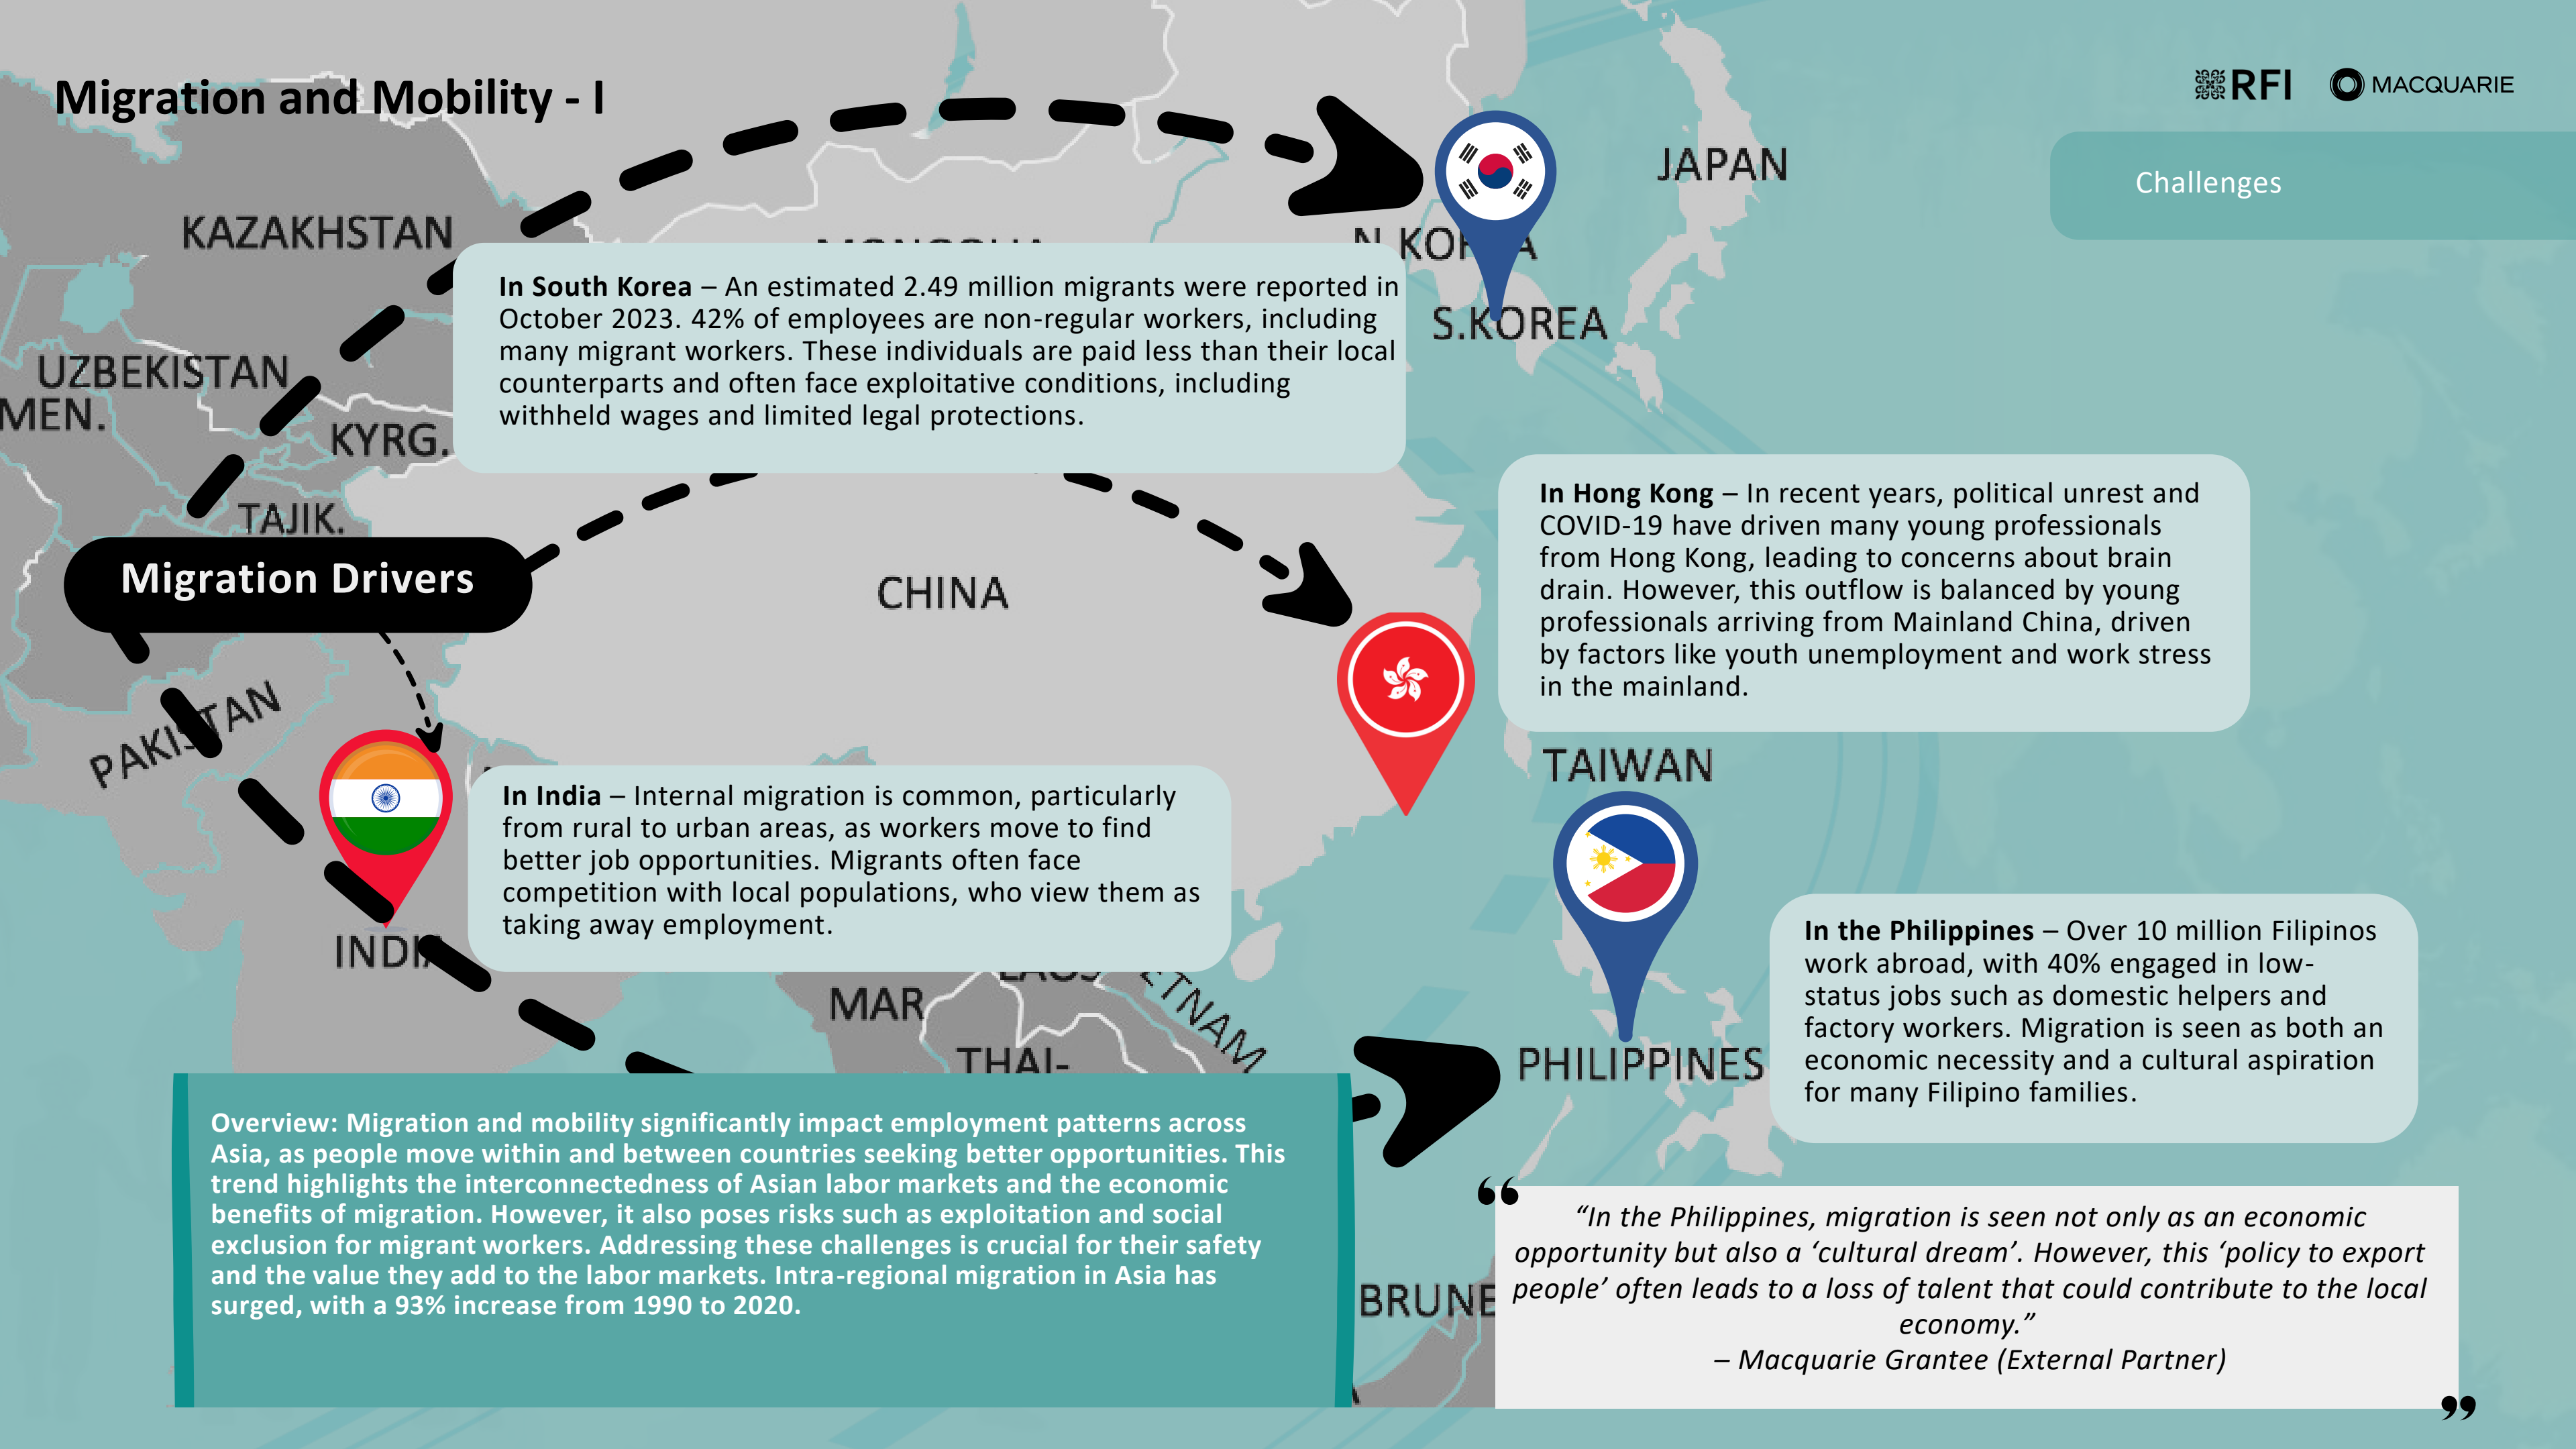 Migration and Mobility - I
RFI
MACQUARIE
Challenges
JAPAN
KAZAKHSTAN
S.KOREA
UZBEKISTAN
MEN.
KYRG.
TAJIK.
In South Korea – An estimated 2.49 million migrants were reported in
October 2023. 42% of employees are non-regular workers, including
many migrant workers. These individuals are paid less than their local
counterparts and often face exploitative conditions, including
withheld wages and limited legal protections.
Migration Drivers
CHINA
In Hong Kong – In recent years, political unrest and
COVID-19 have driven many young professionals
from Hong Kong, leading to concerns about brain
drain. However, this outflow is balanced by young
professionals arriving from Mainland China, driven
by factors like youth unemployment and work stress
in the mainland.
PAKISTAN
TAIWAN
In India – Internal migration is common, particularly
from rural to urban areas, as workers move to find
better job opportunities. Migrants often face
competition with local populations, who view them as
taking away employment.
INDIA
MAR
THAI-
PHILIPPINES
In the Philippines – Over 10 million Filipinos
work abroad, with 40% engaged in low-
status jobs such as domestic helpers and
factory workers. Migration is seen as both an
economic necessity and a cultural aspiration
for many Filipino families.
Overview: Migration and mobility significantly impact employment patterns across
Asia, as people move within and between countries seeking better opportunities. This
trend highlights the interconnectedness of Asian labor markets and the economic
benefits of migration. However, it also poses risks such as exploitation and social
exclusion for migrant workers. Addressing these challenges is crucial for their safety
and the value they add to the labor markets. Intra-regional migration in Asia has
surged, with a 93% increase from 1990 to 2020.
BRUNE
“In the Philippines, migration is seen not only as an economic
opportunity but also a ‘cultural dream’. However, this ‘policy to export
people’ often leads to a loss of talent that could contribute to the local
economy.”
– Macquarie Grantee (External Partner)